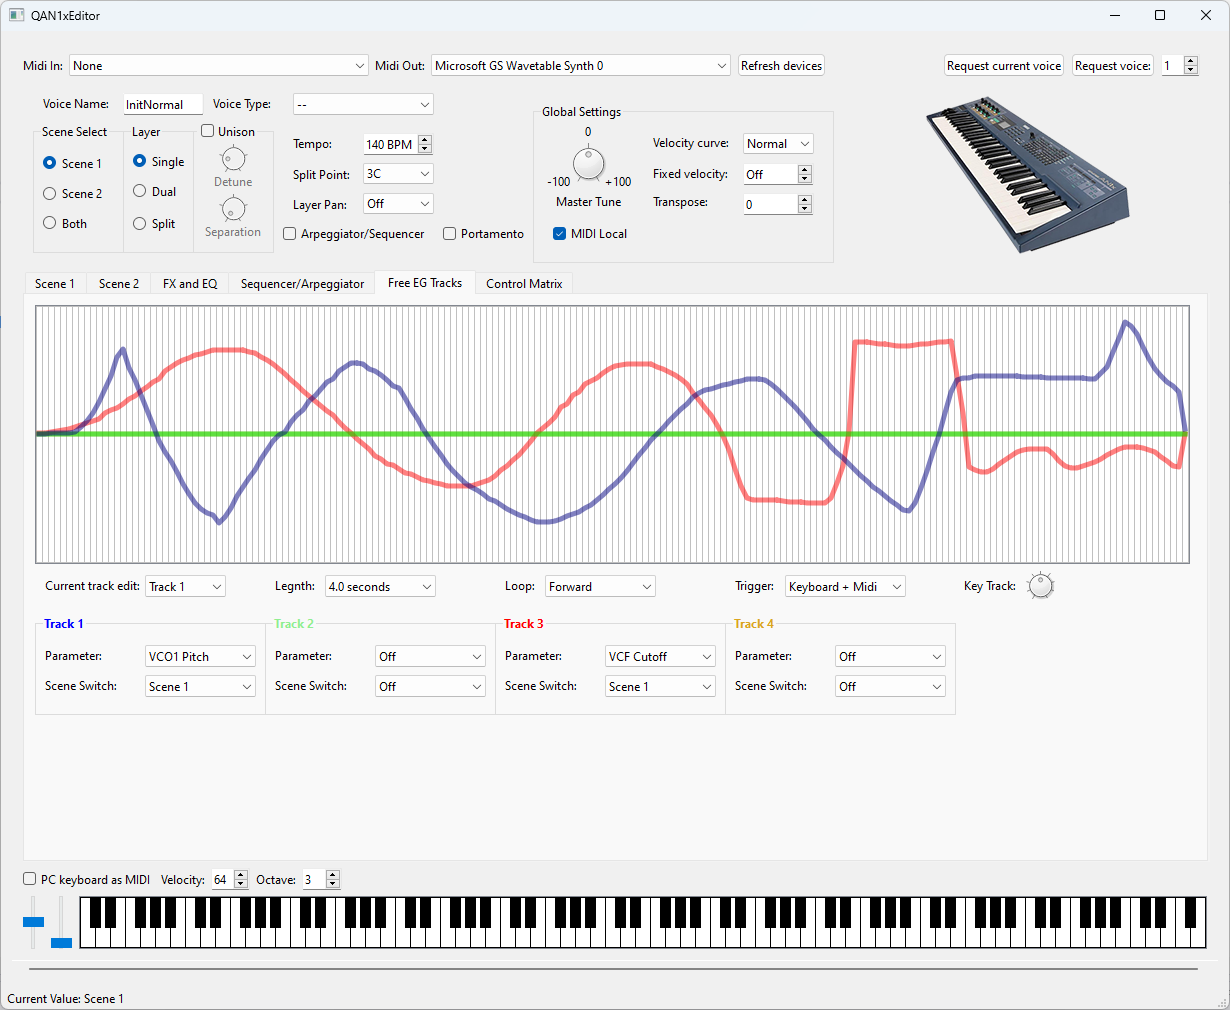 QAN1xEditor
Midi In: None Midi Out: Microsoft GS Wavetable Synth 0 Refresh devices Request current voice Request voice: 1
Voice Name: InitNormal Voice Type: --
Scene Select Layer Unison
Scene 1 Single Detune
Scene 2 Dual Separation
Both Split
Tempo: 140 BPM
Split Point: 3C
Layer Pan: Off
Arpeggiator/Sequencer Portamento
Global Settings
0
-100 +100
Master Tune
MIDI Local
Velocity curve: Normal
Fixed velocity: Off
Transpose: 0
Scene 1 Scene 2 FX and EQ Sequencer/Arpeggiator Free EG Tracks Control Matrix
Current track edit: Track 1 Legnth: 4.0 seconds Loop: Forward Trigger: Keyboard + Midi Key Track:
Track 1 Track 2 Track 3 Track 4
Parameter: VCO1 Pitch Parameter: Off Parameter: VCF Cutoff Parameter: Off
Scene Switch: Scene 1 Scene Switch: Off Scene Switch: Scene 1 Scene Switch: Off
PC keyboard as MIDI Velocity: 64 Octave: 3
Current Value: Scene 1